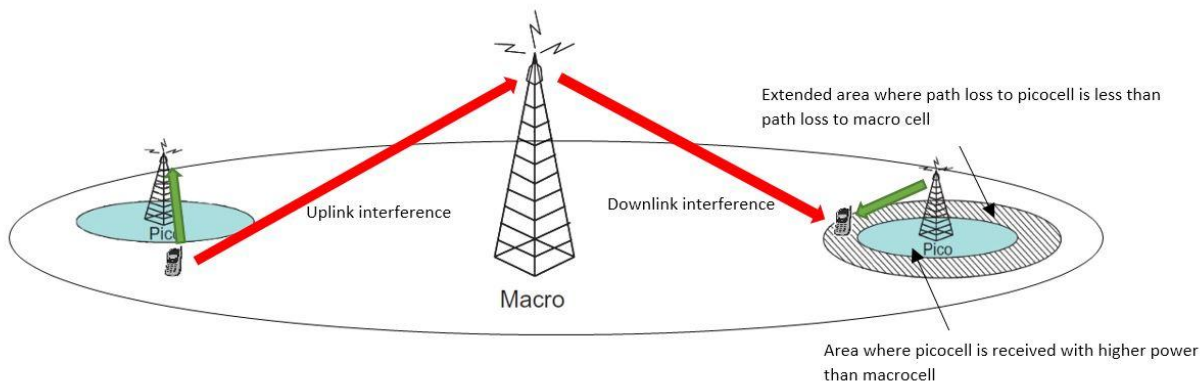 Extended area where path loss to picocell is less than
path loss to macro cell
Uplink interference
Downlink interference
Pico
Pico
Macro
Area where picocell is received with higher power
than macrocell